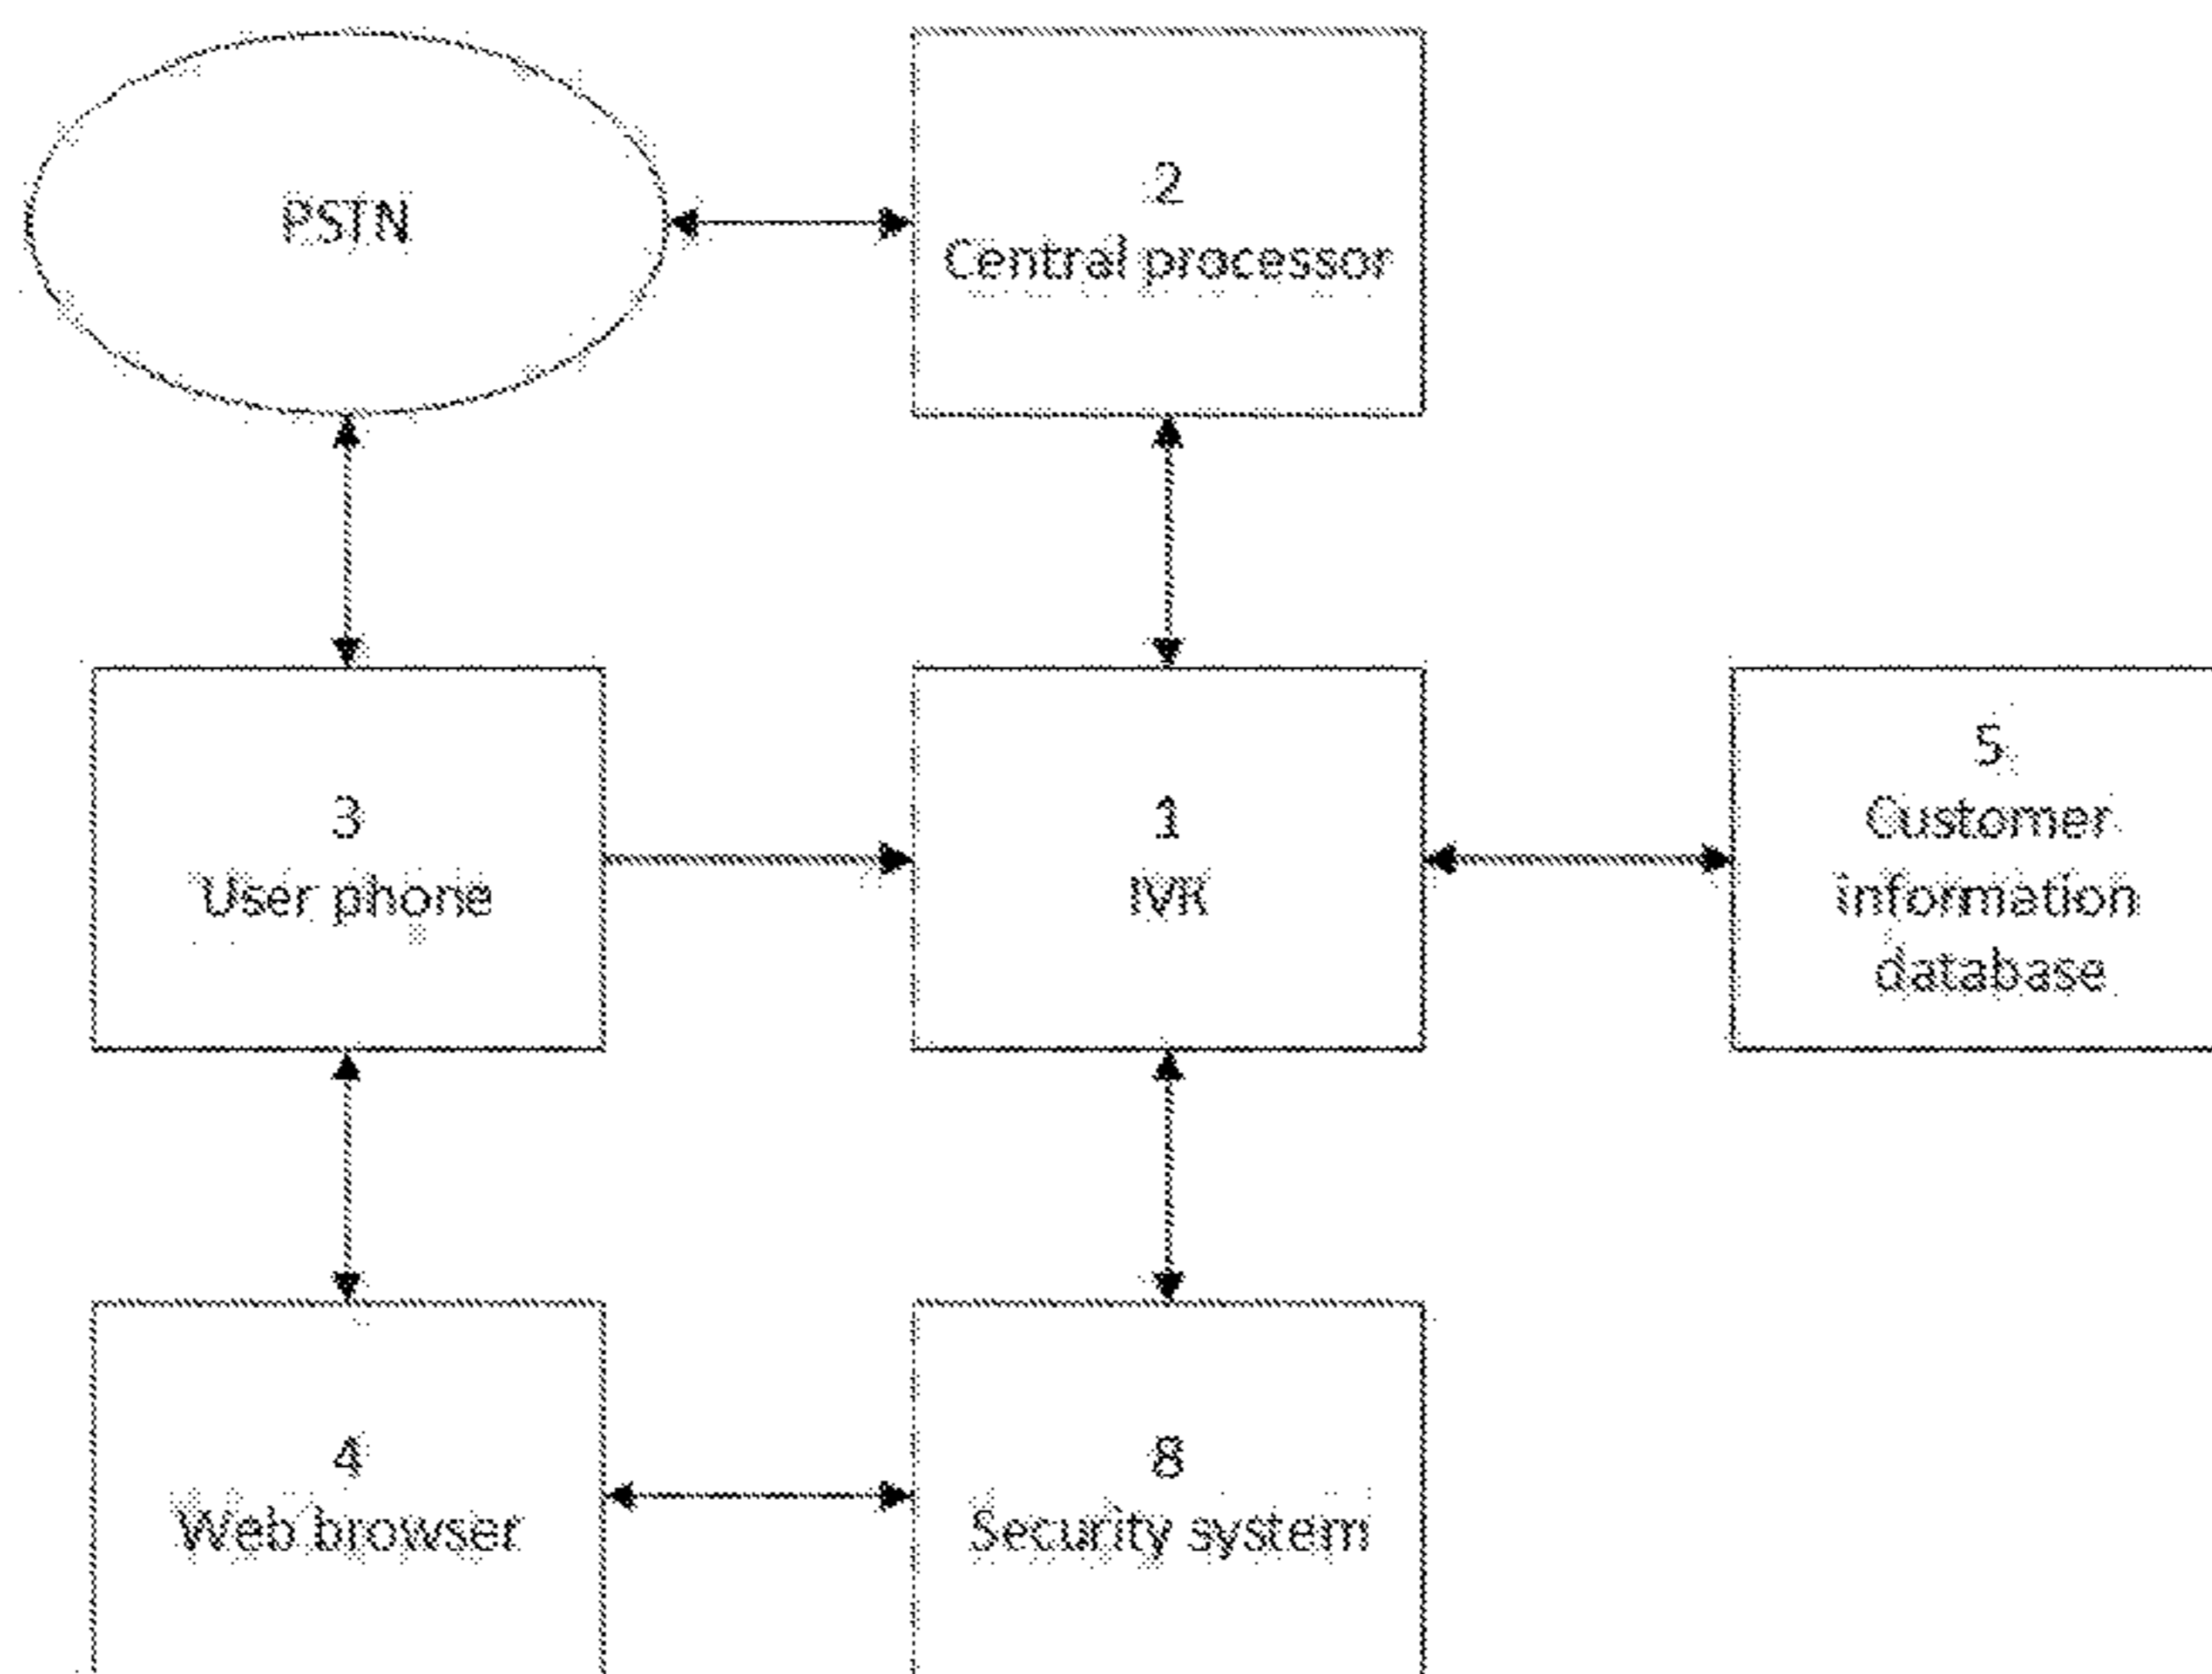 PSTN
2
Central processor
3
User phone
1
IVR
5
Customer
information
database
4
Web browser
8
Security system